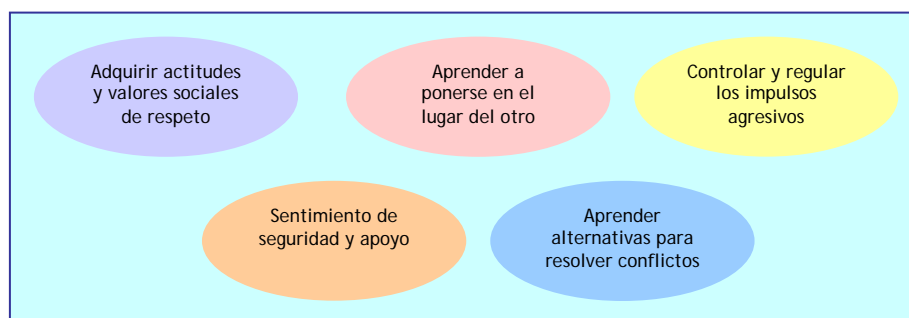 Adquirir actitudes
y valores sociales
de respeto
Aprender a
ponerse en el
lugar del otro
Controlar y regular
los impulsos
agresivos
Sentimiento de
seguridad y apoyo
Aprender
alternativas para
resolver conflictos